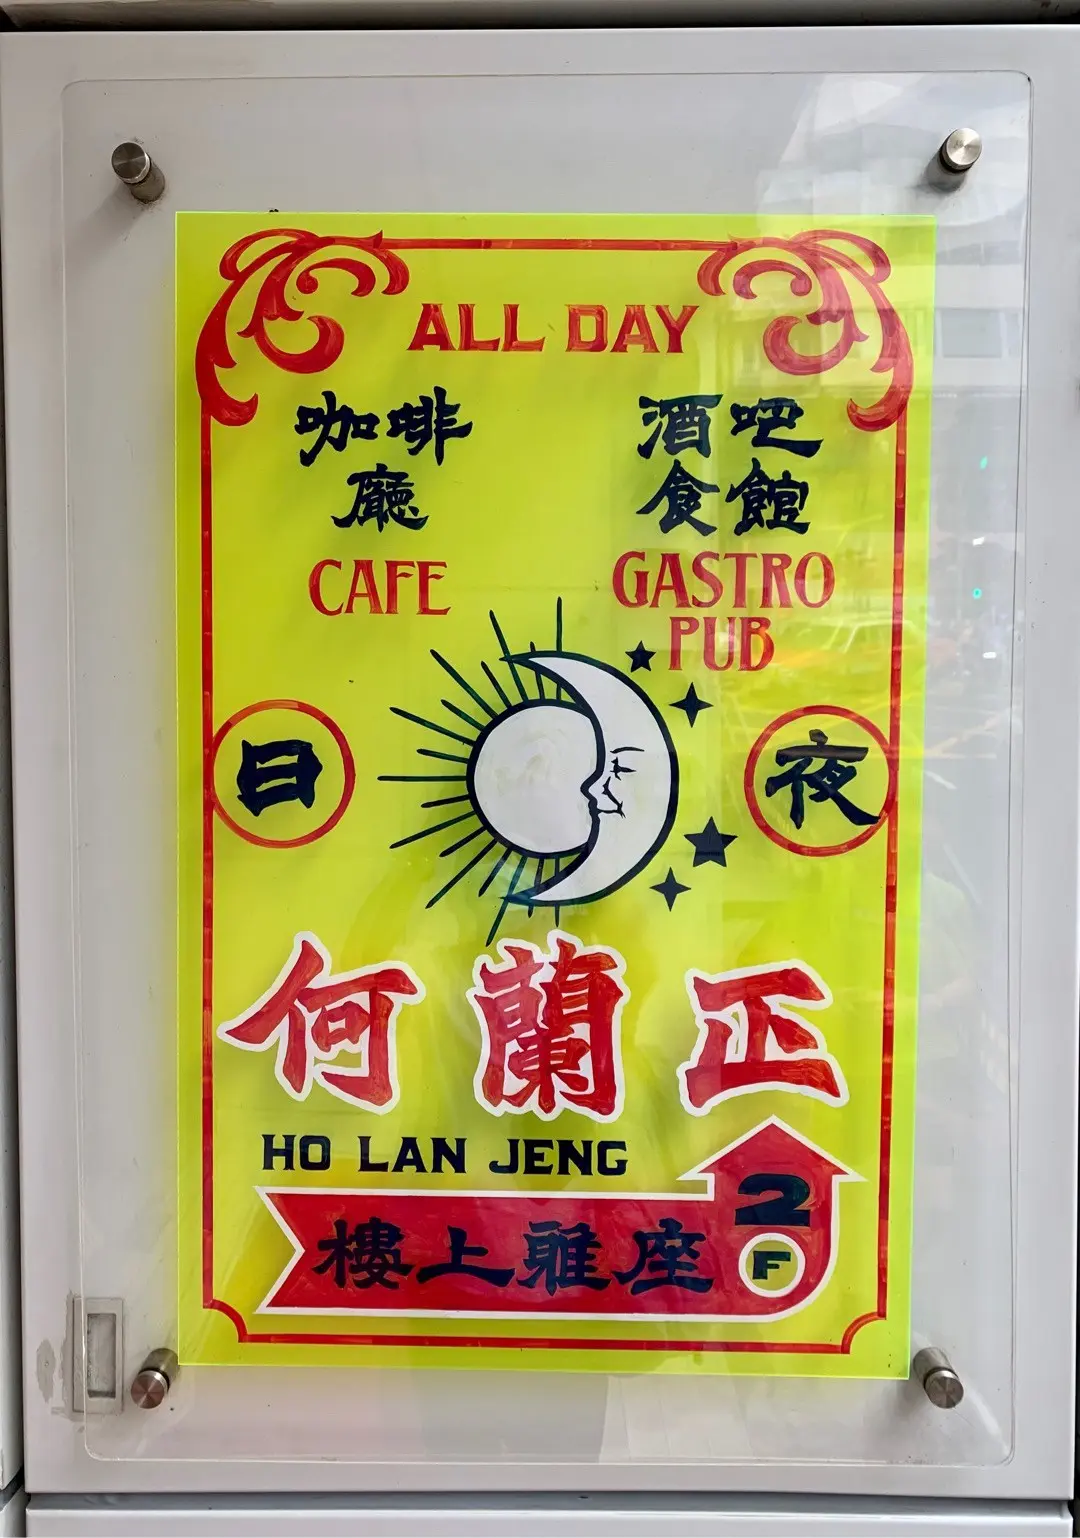 ALL DAY
咖啡 酒吧
廳 食館
CAFE GASTRO
PUB
日 夜
何蘭正
HO LAN JENG
樓上雅座 2
F